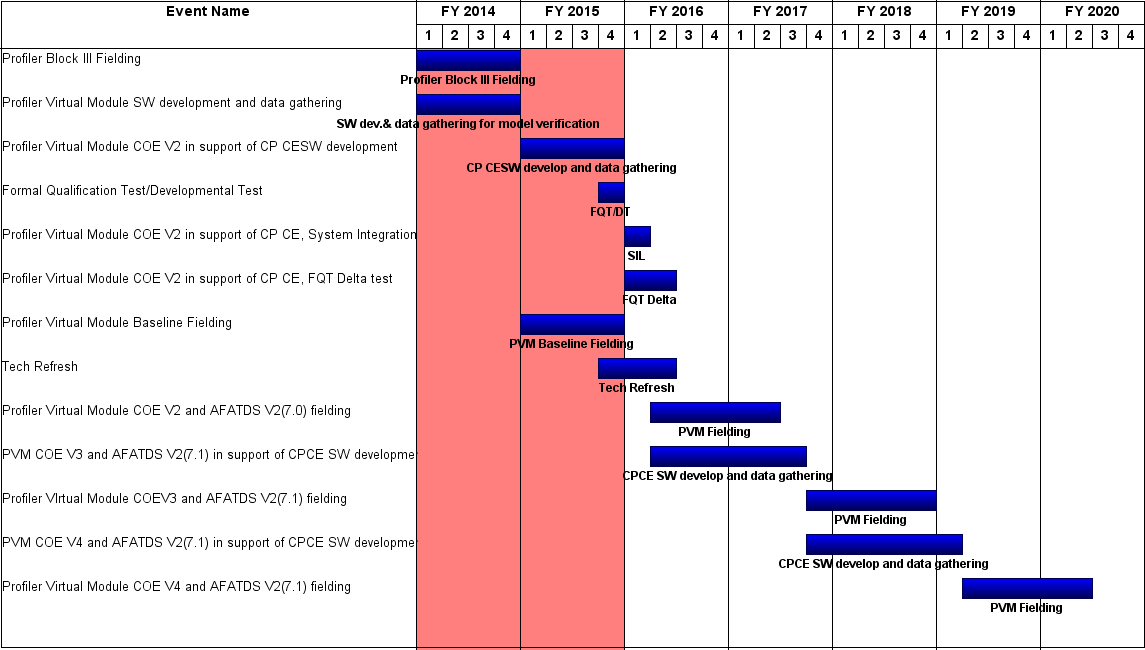 Event Name FY 2014 FY 2015 FY 2016 FY 2017 FY 2018 FY 2019 FY 2020
1 2 3 4 1 2 3 4 1 2 3 4 1 2 3 4 1 2 3 4 1 2 3 4 1 2 3 4
Profiler Block III Fielding
Profiler Block III Fielding
Profiler Virtual Module SW development and data gathering
SW dev.& data gathering for model verification
Profiler Virtual Module COE V2 in support of CP CESW development
CP CESW develop and data gathering
Formal Qualification Test/Developmental Test
FQT/DT
Profiler Virtual Module COE V2 in support of CP CE, System Integration
SIL
Profiler Virtual Module COE V2 in support of CP CE, FQT Delta test
FQT Delta
Profiler Virtual Module Baseline Fielding
PVM Baseline Fielding
Tech Refresh
Tech Refresh
Profiler Virtual Module COE V2 and AFATDS V2(7.0) fielding
PVM Fielding
PVM COE V3 and AFATDS V2(7.1) in support of CPCE SW developme
CPCE SW develop and data gathering
Profiler VIrtual Module COEV3 and AFATDS V2(7.1) fielding
PVM Fielding
PVM COE V4 and AFATDS V2(7.1) in support of CPCE SW developme
CPCE SW develop and data gathering
Profiler Virtual Module COE V4 and AFATDS V2(7.1) fielding
PVM Fielding